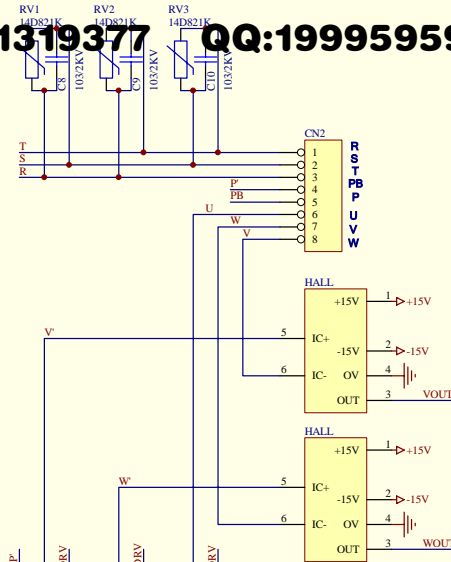 RV1 RV2 RV3
14D821K 14D821K 14D821K
1319377 QQ:19995959
C8 103/2KV C9 103/2KV C10 103/2KV
CN2
T 1 R
S 2 S
R 3 T
P' 4 PB
PB 5 P
U 6 U
W 7 V
V 8 W
HALL
+15V 1 +15V
V' 5 IC+
-15V 2 -15V
6 IC- OV 4
OUT 3 VOUT
HALL
+15V 1 +15V
W' 5 IC+
-15V 2 -15V
6 IC- OV 4
OUT 3 WOUT
P' DRV DRV DRV